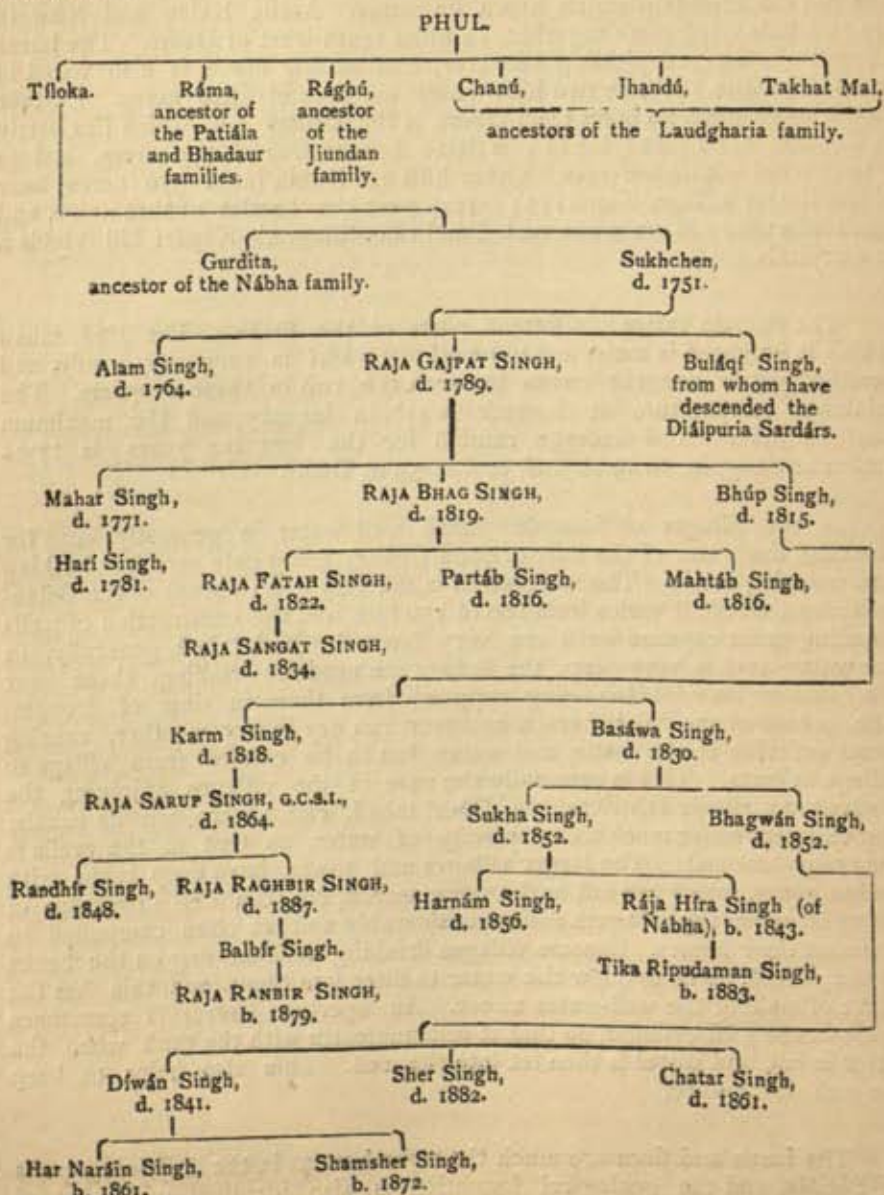 PHUL.
Tíloka.
Ráma,
ancestor of
the Patiála
and Bhadaur
families.
Rághú,
ancestor
of the
Jiundan
family.
Chanú,
Jhandú,
Takhat Mal,
ancestors of the Laudgharia family.
Gurdita,
ancestor of the Nábha family.
Sukhchen,
d. 1751.
Alam Singh,
d. 1764.
RAJA GAJPAT SINGH,
d. 1789.
Buláqí Singh,
from whom have
descended the
Diálpuria Sardárs.
Mahar Singh,
d. 1771.
RAJA BHAG SINGH,
d. 1819.
Bhúp Singh,
d. 1815.
Harí Singh,
d. 1781.
RAJA FATAH SINGH,
d. 1822.
Partáb Singh,
d. 1816.
Mahtáb Singh,
d. 1816.
RAJA SANGAT SINGH,
d. 1834.
Karm Singh,
d. 1818.
Basáwa Singh,
d. 1830.
RAJA SARUP SINGH, G.C.S.I.,
d. 1864.
Sukha Singh,
d. 1852.
Bhagwán Singh,
d. 1852.
Randhír Singh,
d. 1848.
RAJA RAGHBIR SINGH,
d. 1887.
Harnám Singh,
d. 1856.
Rája Híra Singh (of
Nábha), b. 1843.
Balbír Singh.
Tika Ripudaman Singh,
b. 1883.
RAJA RANBIR SINGH,
b. 1879.
Díwán Singh,
d. 1841.
Sher Singh,
d. 1882.
Chatar Singh,
d. 1861.
Har Naráin Singh,
b. 1861.
Shamsher Singh,
b. 1872.